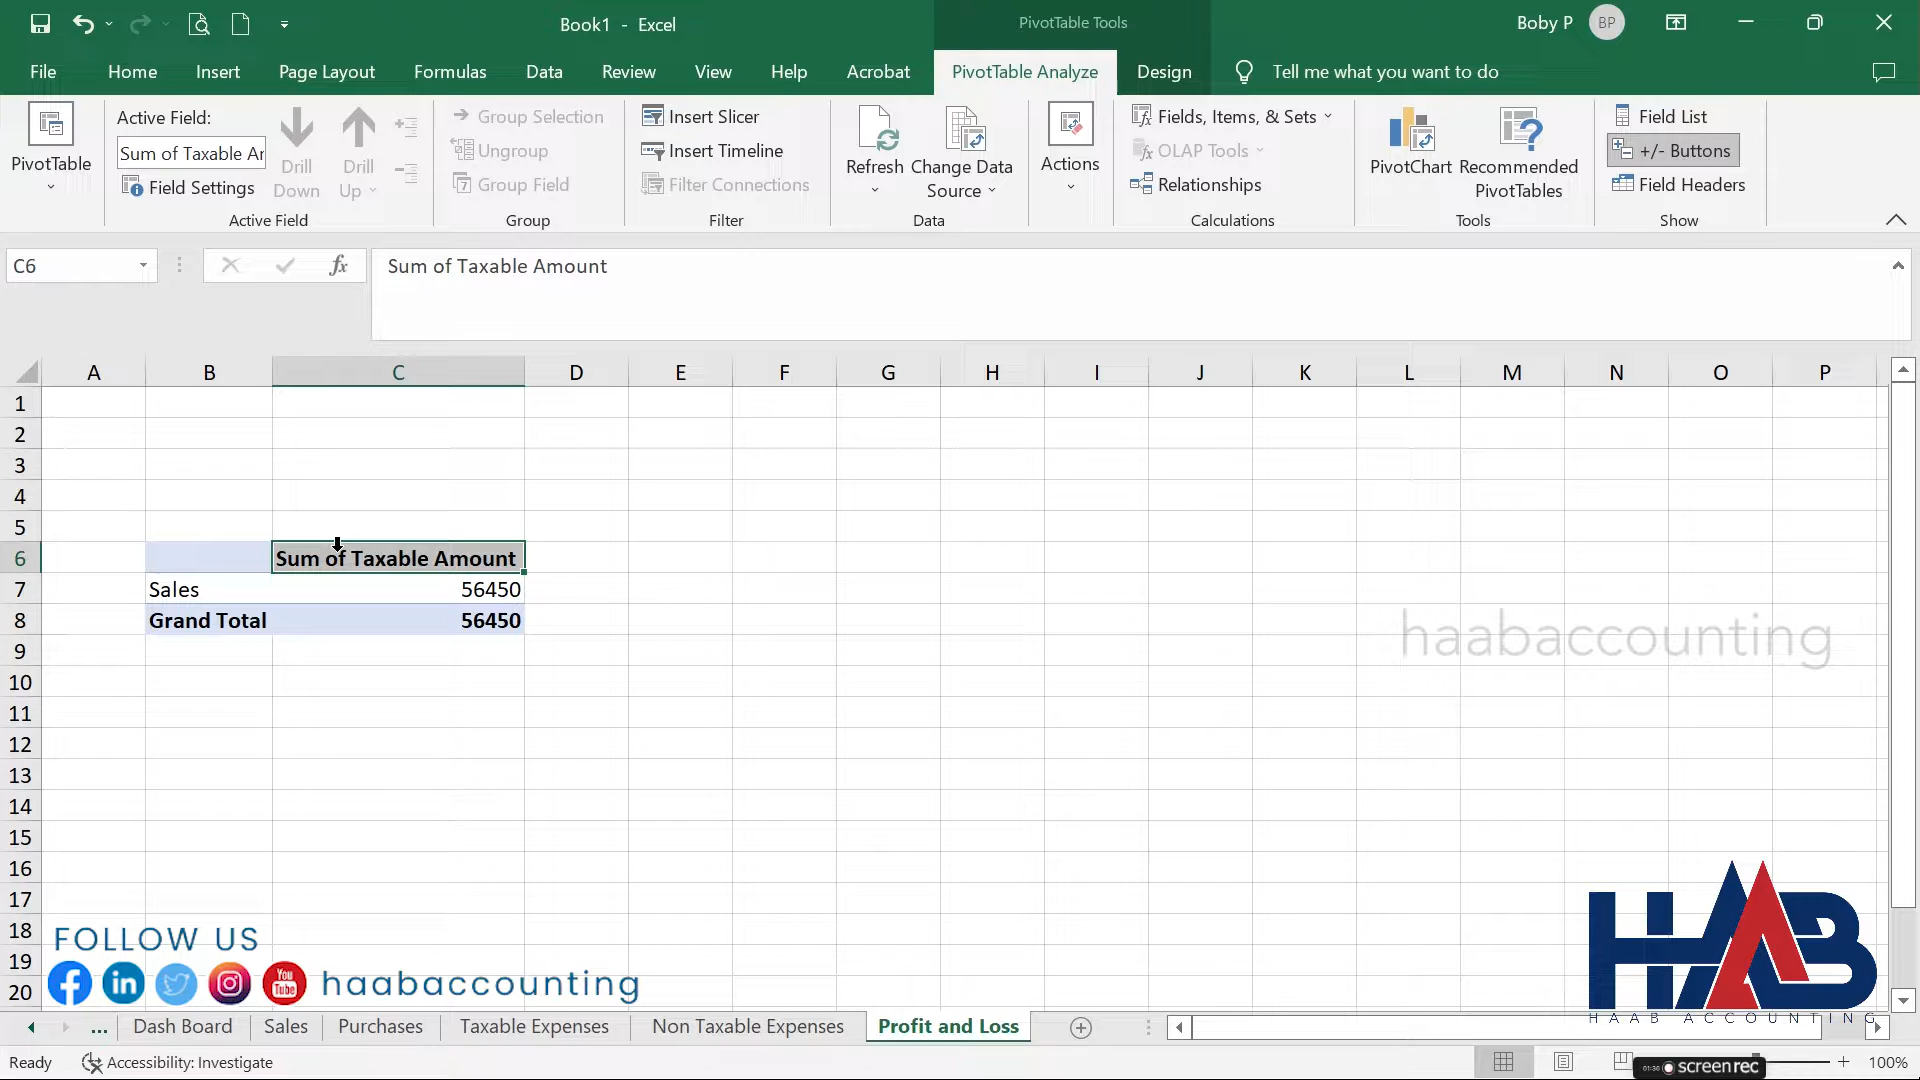 Book1 - Excel
PivotTable Tools
Boby P
BP
File
Home
Insert
Page Layout
Formulas
Data
Review
View
Help
Acrobat
PivotTable Analyze
Design
Tell me what you want to do
PivotTable
Active Field:
Sum of Taxable Ar
Field Settings
Drill Down
Drill Up
Active Field
Group Selection
Ungroup
Group Field
Group
Insert Slicer
Insert Timeline
Filter Connections
Filter
Refresh
Change Data Source
Data
Actions
Fields, Items, & Sets
OLAP Tools
Relationships
Calculations
PivotChart
Recommended PivotTables
Tools
Field List
+/- Buttons
Field Headers
Show
C6
fx
Sum of Taxable Amount
A B C D E F G H I J K L M N O P
1
2
3
4
5
6 Sum of Taxable Amount
7 Sales 56450
8 Grand Total 56450
9
10
11
12
13
14
15
16
17
18
19
20
haabaccounting
FOLLOW US
You Tube
haabaccounting
HAAB
HAAB ACCOUNTING
... Dash Board Sales Purchases Taxable Expenses Non Taxable Expenses Profit and Loss
Ready
Accessibility: Investigate
01:36 screenrec
100%